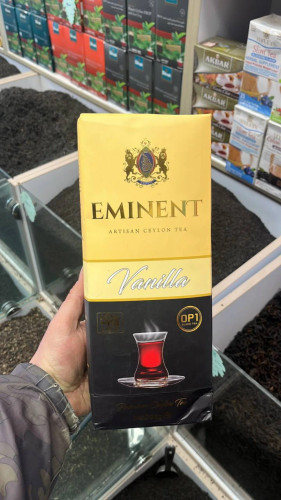 EMINENT
ARTISAN CEYLON TEA
Vanilla
OP1
AKBAR